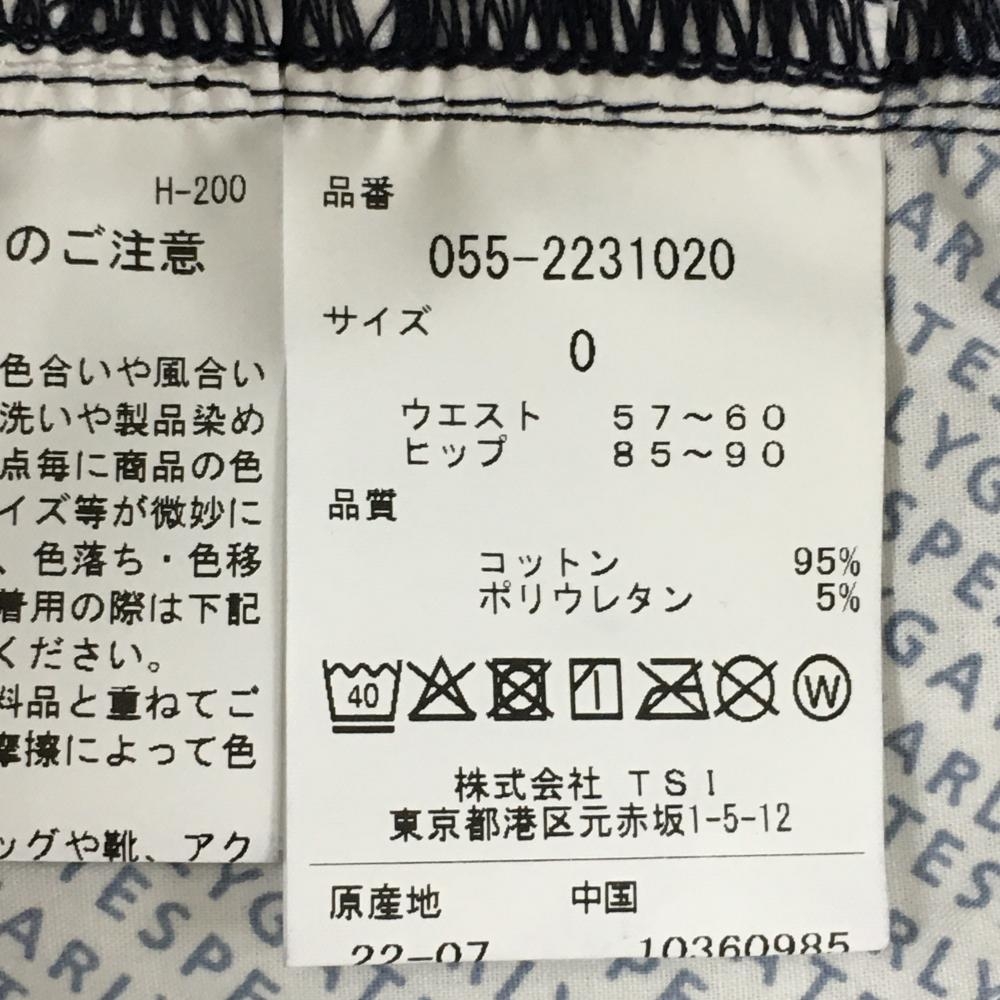 H-200
のご注意
色合いや風合い
洗いや製品染め
点毎に商品の色
イズ等が微妙に
、色落ち・色移
着用の際は下記
ください。
料品と重ねてご
摩擦によって色
ッグや靴、アク
品番
055-2231020
サイズ
0
ウエスト 57～60
ヒップ 85～90
品質
コットン 95%
ポリウレタン 5%
40
W
株式会社 TSI
東京都港区元赤坂1-5-12
原産地 中国
22-07 10360985